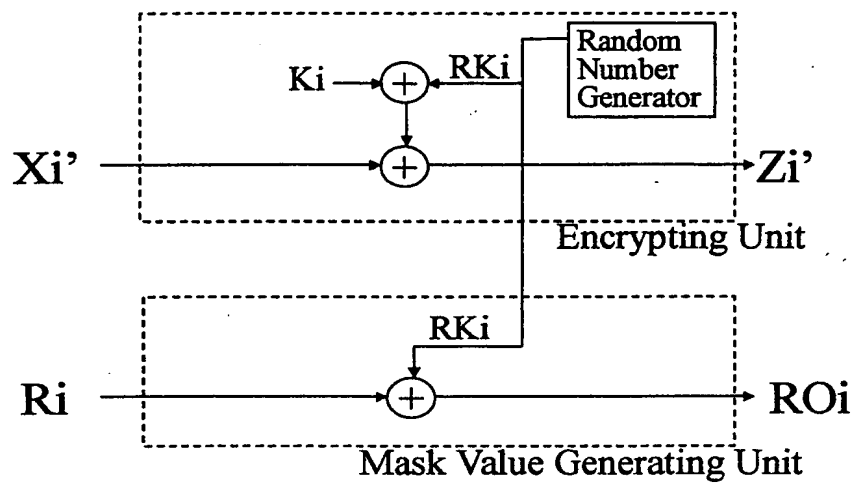 Random
Number
Generator
Ki
RKi
Xi’
Zi’
Encrypting Unit
RKi
Ri
ROi
Mask Value Generating Unit